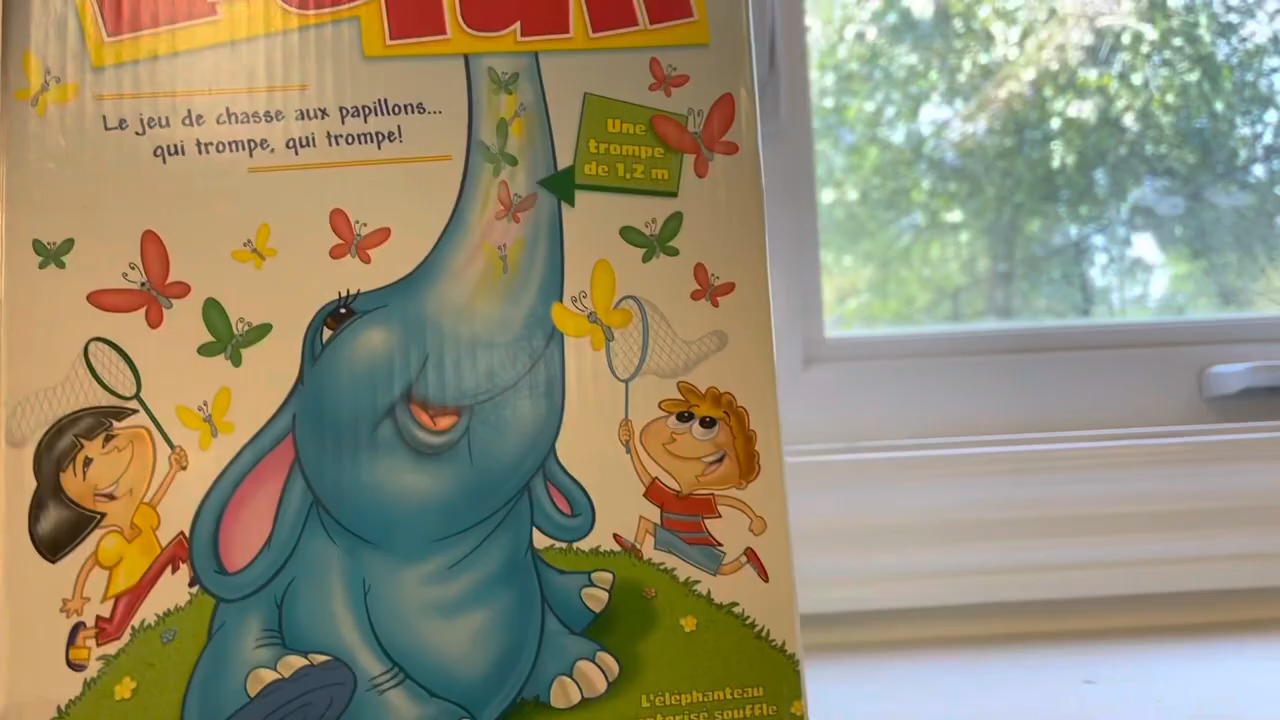 Le jeu de chasse aux papillons...
qui trompe, qui trompe!
Une
trompe
de 1,2 m
L'éléphanteau
souffle